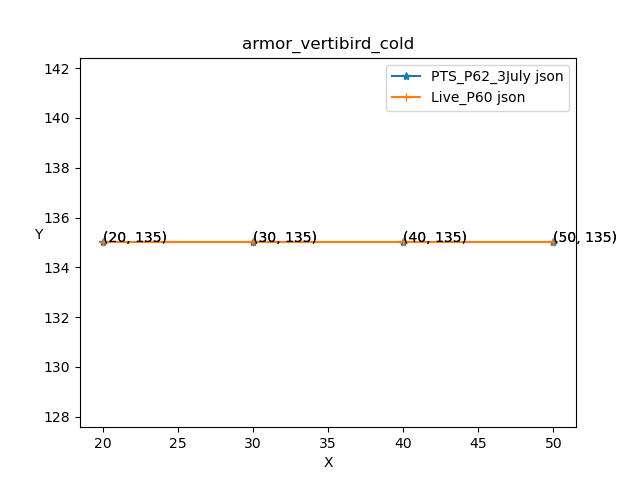 armor_vertibird_cold
PTS_P62_3July json
Live_P60 json
142
140
138
136
134
132
130
128
Y
(20, 135) (30, 135) (40, 135) (50, 135)
20 25 30 35 40 45 50
X